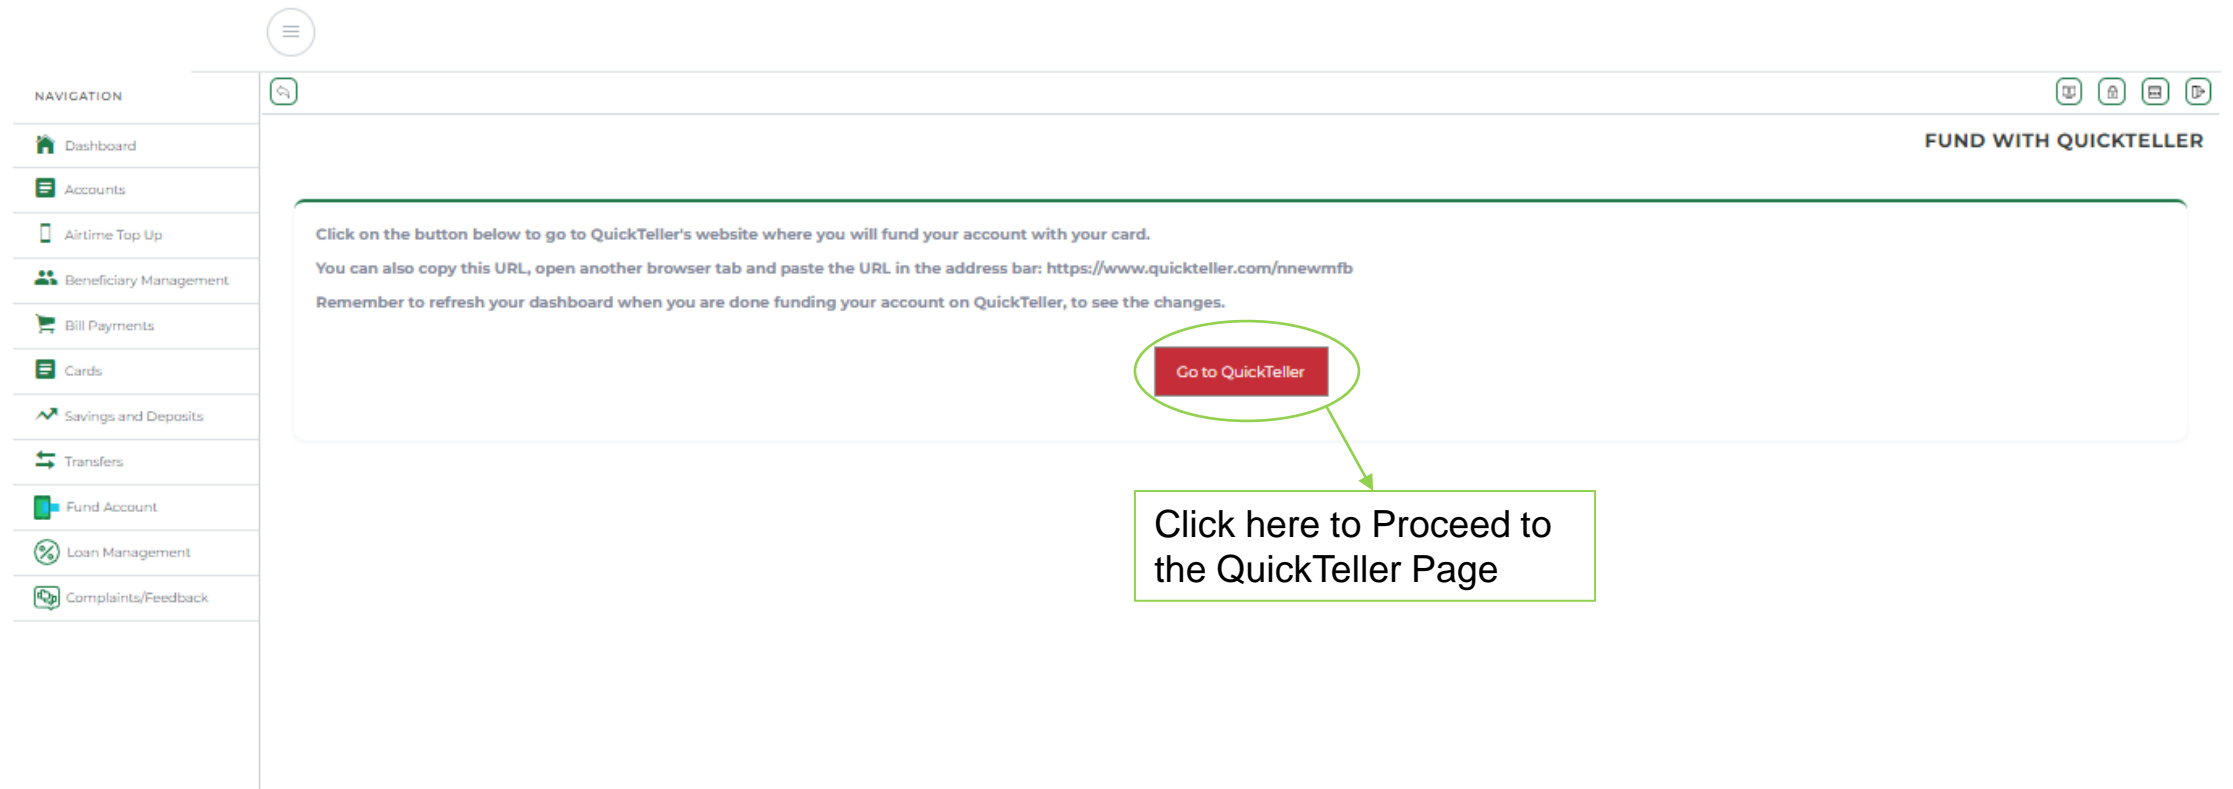 NAVIGATION
FUND WITH QUICKTELLER
Dashboard
Accounts
Airtime Top Up
Beneficiary Management
Bill Payments
Cards
Savings and Deposits
Transfers
Fund Account
Loan Management
Complaints/Feedback
Click on the button below to go to QuickTeller's website where you will fund your account with your card.
You can also copy this URL, open another browser tab and paste the URL in the address bar: https://www.quickteller.com/nnewmfb
Remember to refresh your dashboard when you are done funding your account on QuickTeller, to see the changes.
Go to QuickTeller
Click here to Proceed to
the QuickTeller Page